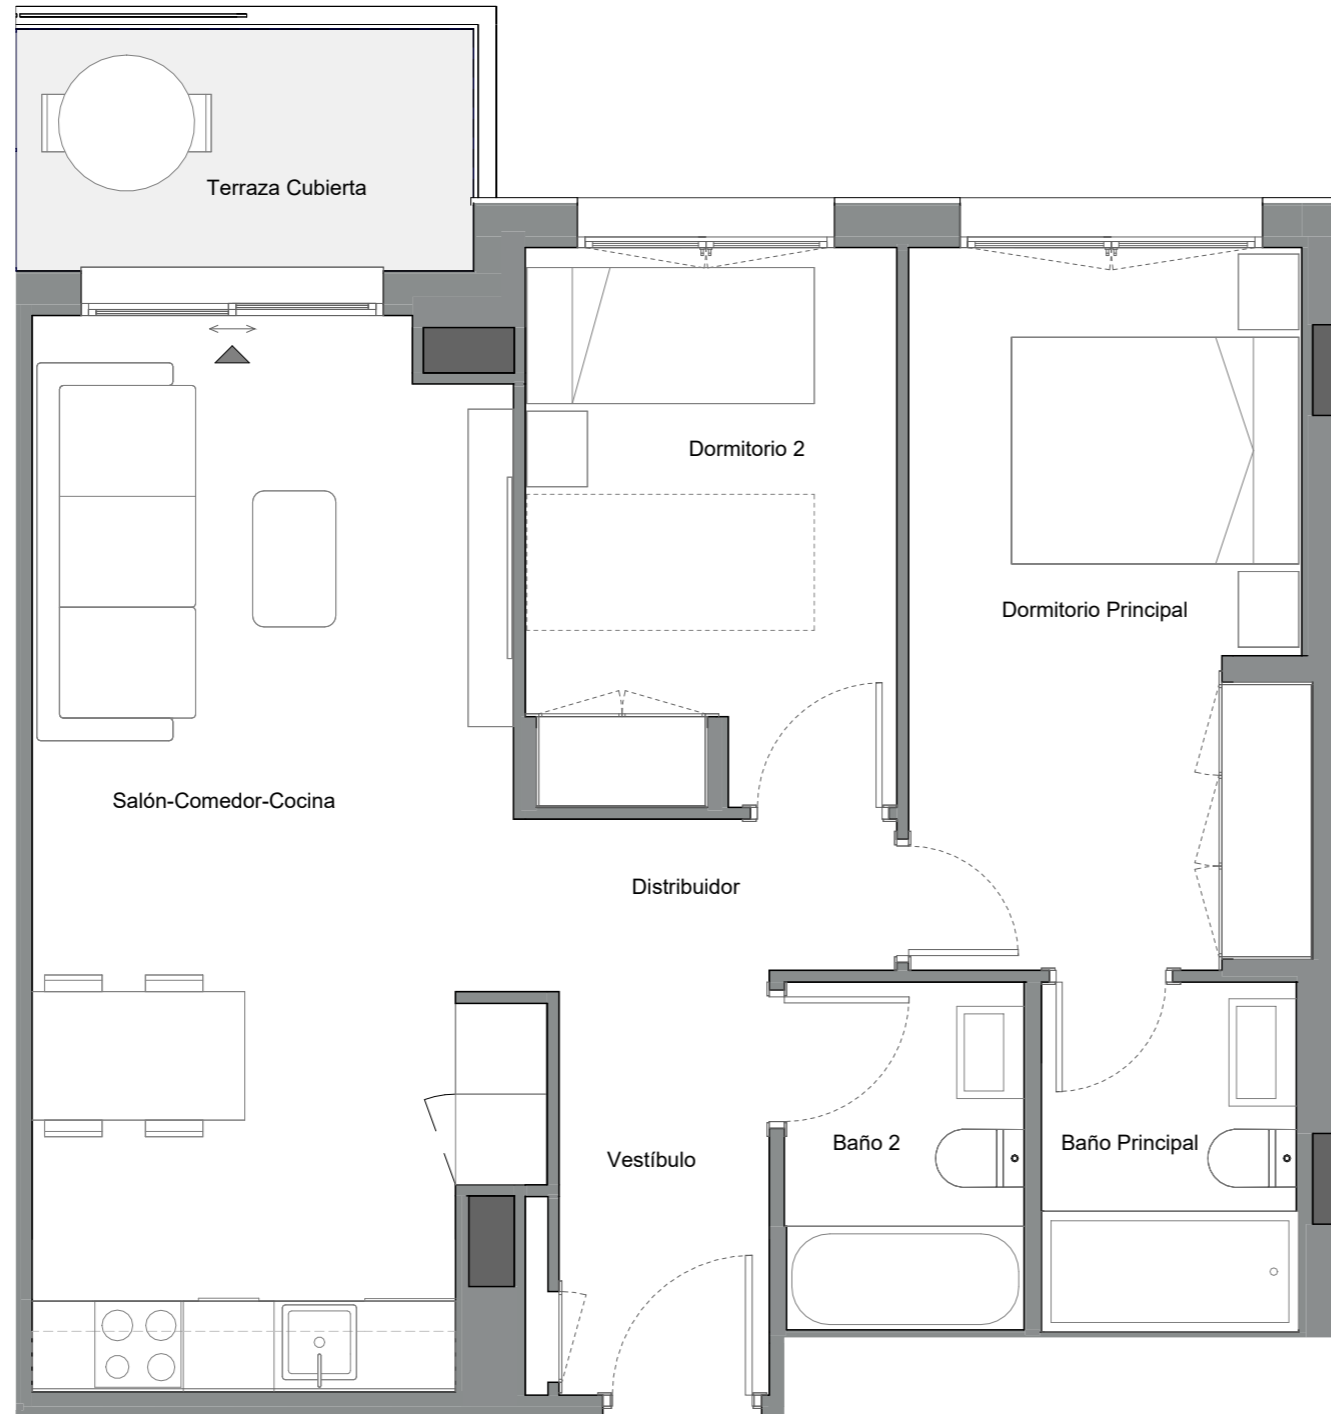 Terraza Cubierta
Dormitorio 2
Dormitorio Principal
Salón-Comedor-Cocina
Distribuidor
Vestíbulo
Baño 2
Baño Principal